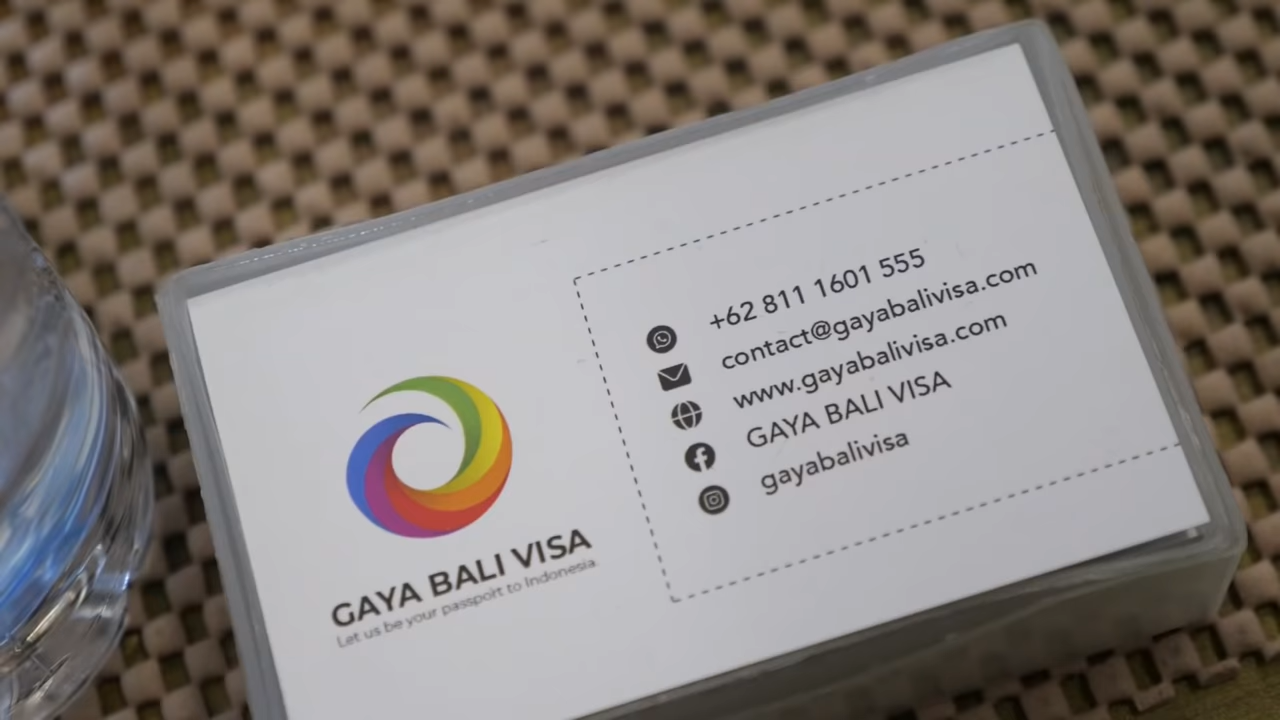 GAYA BALI VISA
Let us be your passport to Indonesia.
+62 811 1601 555
contact@gayabalivisa.com
www.gayabalivisa.com
GAYA BALI VISA
gayabalivisa